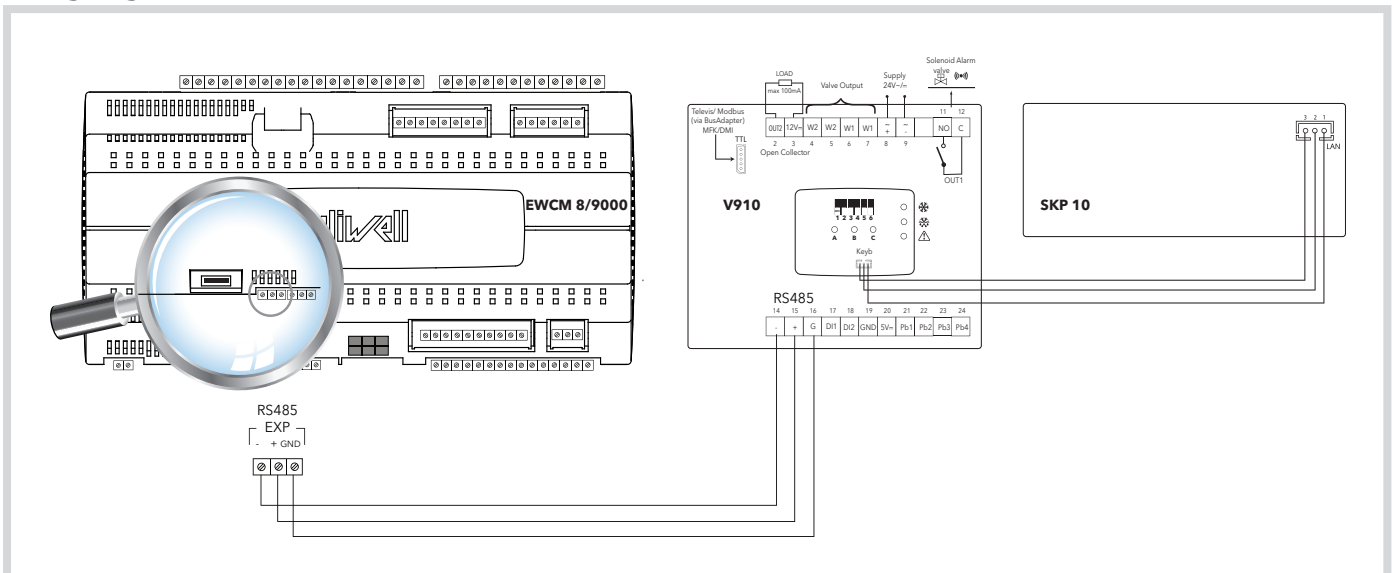 EWCM 8/9000
RS485
EXP
- + GND
LOAD
max 100mA
Valve Output
Supply
24V~/=
Solenoid Alarm
valve
Televis/ Modbus
(via BusAdapter)
MFK/DMI
TTL
11 12
OUT2 12V= W2 W2 W1 W1 NO C
2 3 4 5 6 7 8 9
Open Collector
OUT1
V910
1 2 3 4 5 6
A B C
Keyb
RS485
14 15 16 17 18 19 20 21 22 23 24
- + G DI1 DI2 GND 5V= Pb1 Pb2 Pb3 Pb4
SKP 10
3 2 1
LAN